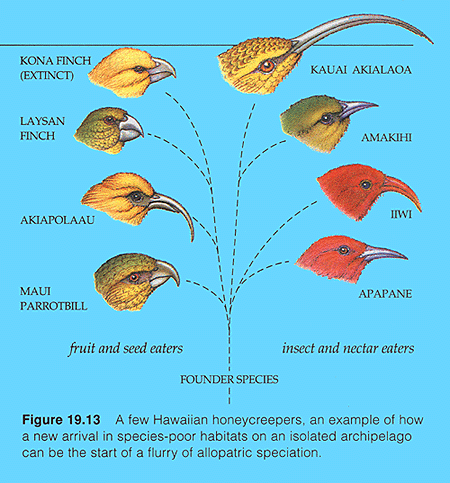 KONA FINCH
(EXTINCT)
KAUAI AKIALAOA
LAYSAN
FINCH
AMAKIHI
AKIAPOLAAU
IIWI
MAUI
PARROTBILL
APAPANE
fruit and seed eaters
insect and nectar eaters
FOUNDER SPECIES
Figure 19.13 A few Hawaiian honeycreepers, an example of how
a new arrival in species-poor habitats on an isolated archipelago
can be the start of a flurry of allopatric speciation.